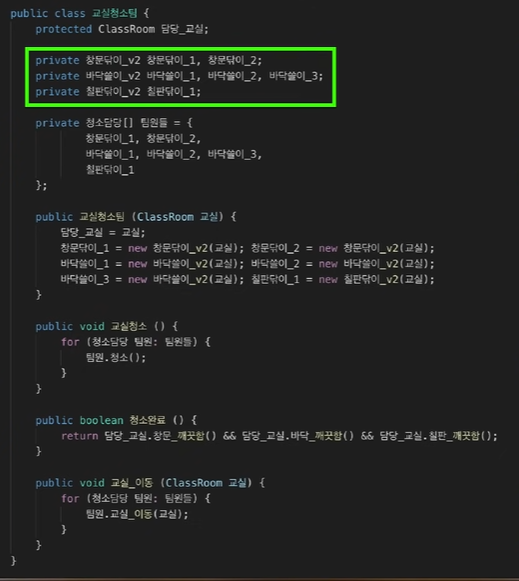 public class 교실청소팀 {
    protected ClassRoom 담당_교실;
    private 창문닦이_v2 창문닦이_1, 창문닦이_2;
    private 바닥쓸이_v2 바닥쓸이_1, 바닥쓸이_2, 바닥쓸이_3;
    private 칠판닦이_v2 칠판닦이_1;
    private 청소담당[] 팀원들 = {
            창문닦이_1, 창문닦이_2,
            바닥쓸이_1, 바닥쓸이_2, 바닥쓸이_3,
            칠판닦이_1
    };
    public 교실청소팀 (ClassRoom 교실) {
        담당_교실 = 교실;
        창문닦이_1 = new 창문닦이_v2(교실); 창문닦이_2 = new 창문닦이_v2(교실);
        바닥쓸이_1 = new 바닥쓸이_v2(교실); 바닥쓸이_2 = new 바닥쓸이_v2(교실);
        바닥쓸이_3 = new 바닥쓸이_v2(교실); 칠판닦이_1 = new 칠판닦이_v2(교실);
    }
    public void 교실청소 () {
        for (청소담당 팀원: 팀원들) {
            팀원.청소();
        }
    }
    public boolean 청소완료 () {
        return 담당_교실.창문_깨끗함() && 담당_교실.바닥_깨끗함() && 담당_교실.칠판_깨끗함();
    }
    public void 교실_이동 (ClassRoom 교실) {
        for (청소담당 팀원: 팀원들) {
            팀원.교실_이동(교실);
        }
    }
}